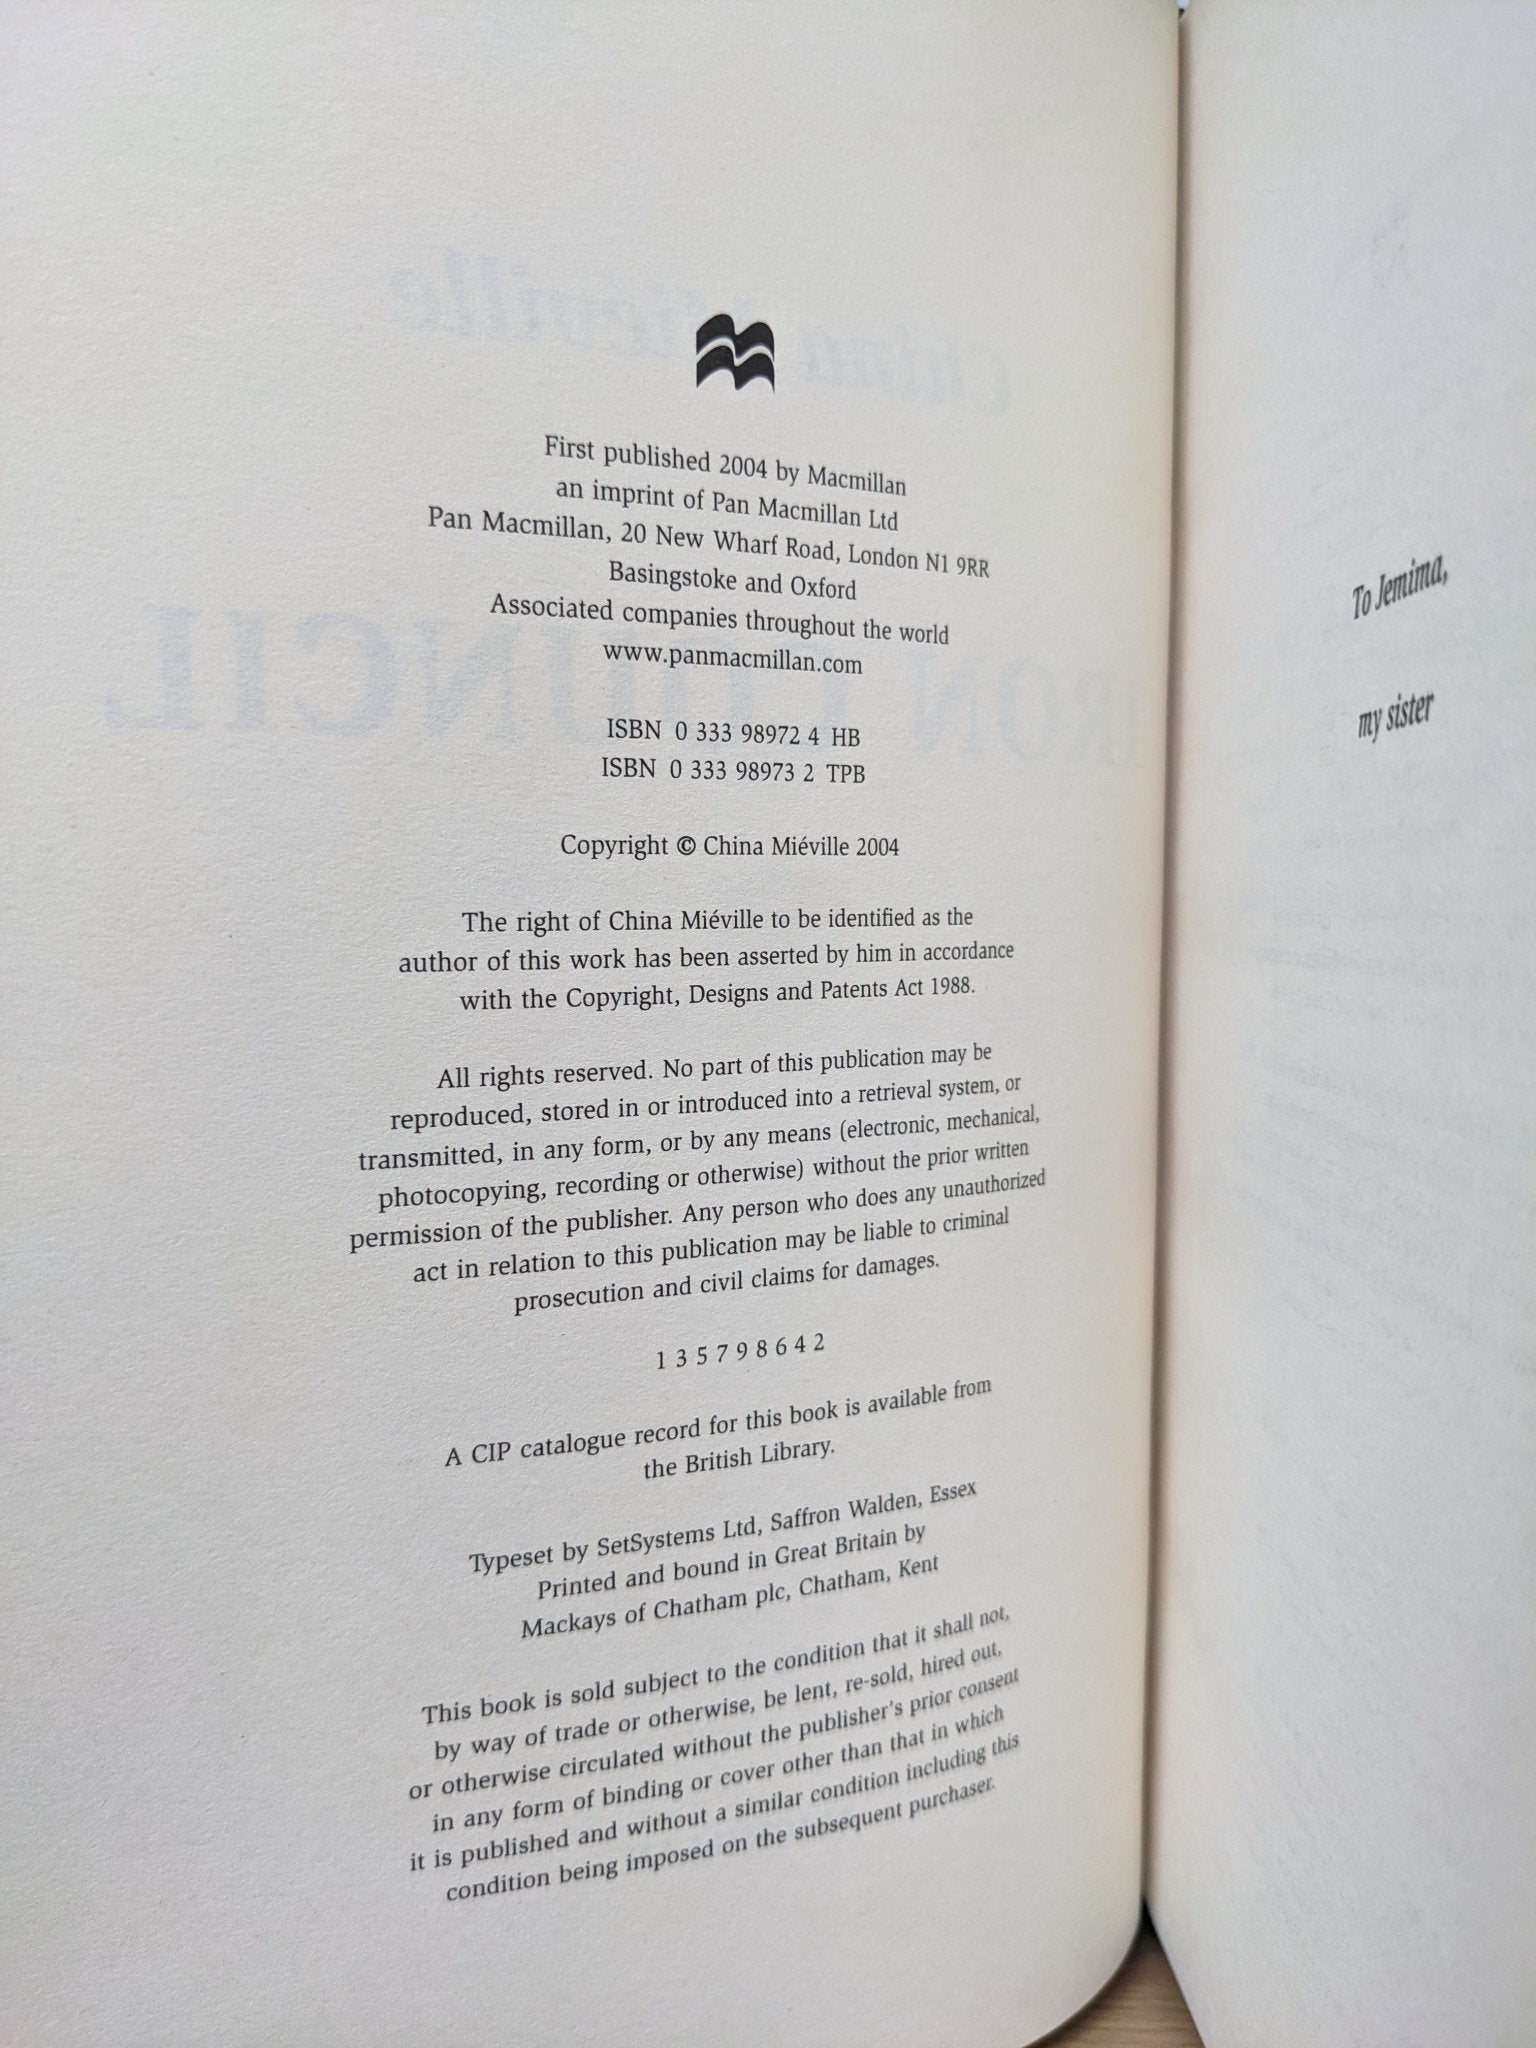 First published 2004 by Macmillan
an imprint of Pan Macmillan Ltd
Pan Macmillan, 20 New Wharf Road, London N1 9RR
Basingstoke and Oxford
Associated companies throughout the world
www.panmacmillan.com
ISBN 0 333 98972 4 HB
ISBN 0 333 98973 2 TPB
Copyright © China Miéville 2004
The right of China Miéville to be identified as the
author of this work has been asserted by him in accordance
with the Copyright, Designs and Patents Act 1988.
All rights reserved. No part of this publication may be
reproduced, stored in or introduced into a retrieval system, or
transmitted, in any form, or by any means (electronic, mechanical,
photocopying, recording or otherwise) without the prior written
permission of the publisher. Any person who does any unauthorized
act in relation to this publication may be liable to criminal
prosecution and civil claims for damages.
1 3 5 7 9 8 6 4 2
A CIP catalogue record for this book is available from
the British Library.
Typeset by SetSystems Ltd, Saffron Walden, Essex
Printed and bound in Great Britain by
Mackays of Chatham plc, Chatham, Kent
This book is sold subject to the condition that it shall not,
by way of trade or otherwise, be lent, re-sold, hired out,
or otherwise circulated without the publisher's prior consent
in any form of binding or cover other than that in which
it is published and without a similar condition including this
condition being imposed on the subsequent purchaser.
To Jemima,
my sister